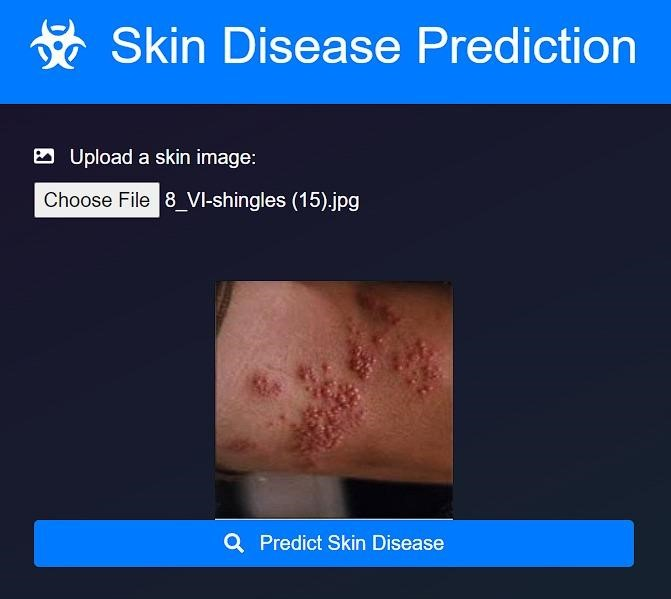 Skin Disease Prediction
Upload a skin image:
Choose File 8_VI-shingles (15).jpg
Predict Skin Disease